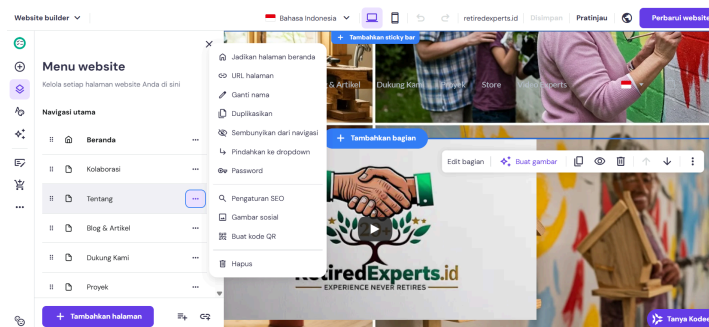 Website builder
Bahasa Indonesia
retiredexperts.id
Disimpan
Pratinjau
Perbarui website
Tambahkan sticky bar
Menu website
Kelola setiap halaman website Anda di sini
Navigasi utama
Beranda
Kolaborasi
Tentang
Blog & Artikel
Dukung Kami
Proyek
Tambahkan halaman
Jadikan halaman beranda
URL halaman
Ganti nama
Duplikasikan
Sembunyikan dari navigasi
Pindahkan ke dropdown
Password
Pengaturan SEO
Gambar sosial
Buat kode QR
Hapus
& Artikel
Dukung Kami
Proyek
Store
Experts
Tambahkan bagian
Edit bagian
Buat gambar
RetiredExperts.id
EXPERIENCE NEVER RETIRES
Tanya Kodee